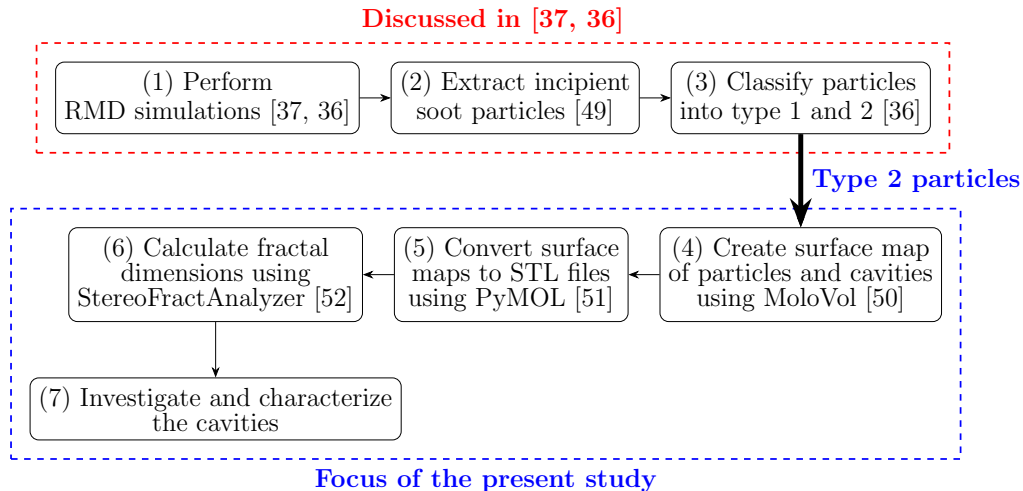 Discussed in [37, 36]
(1) Perform
RMD simulations [37, 36]
(2) Extract incipient
soot particles [49]
(3) Classify particles
into type 1 and 2 [36]
Type 2 particles
(4) Create surface map
of particles and cavities
using MoloVol [50]
(5) Convert surface
maps to STL files
using PyMOL [51]
(6) Calculate fractal
dimensions using
StereoFractAnalyzer [52]
(7) Investigate and characterize
the cavities
Focus of the present study